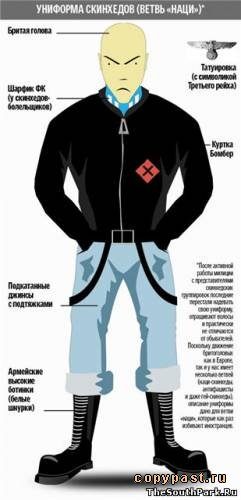 УНИФОРМА СКИНХЕДОВ (ВЕТВЬ «НАЦИ»)*
Бритая голова
Татуировка
(с символикой
Третьего рейха)
Шарфик ФК
(у скинхедов-
болельщиков)
Куртка
Бомбер
Подкатанные
джинсы
с подтяжками
*После активной
работы милиции
с представителями
скинхедских
группировок последние
перестали надевать
свою униформу,
отращивают волосы
и практически
не отличаются
от обывателей.
Поскольку движение
бритоголовых
как в Европе,
так и у нас имеет
несколько ветвей
(наци-скинхеды,
антифашисты
и даже гей-скинхеды),
описание униформы
дано для ветви
«наци», которые как раз
избивают иностранцев.
Армейские
высокие
ботинки
(белые
шнурки)
copypast.ru
TheSouthPark.Ru